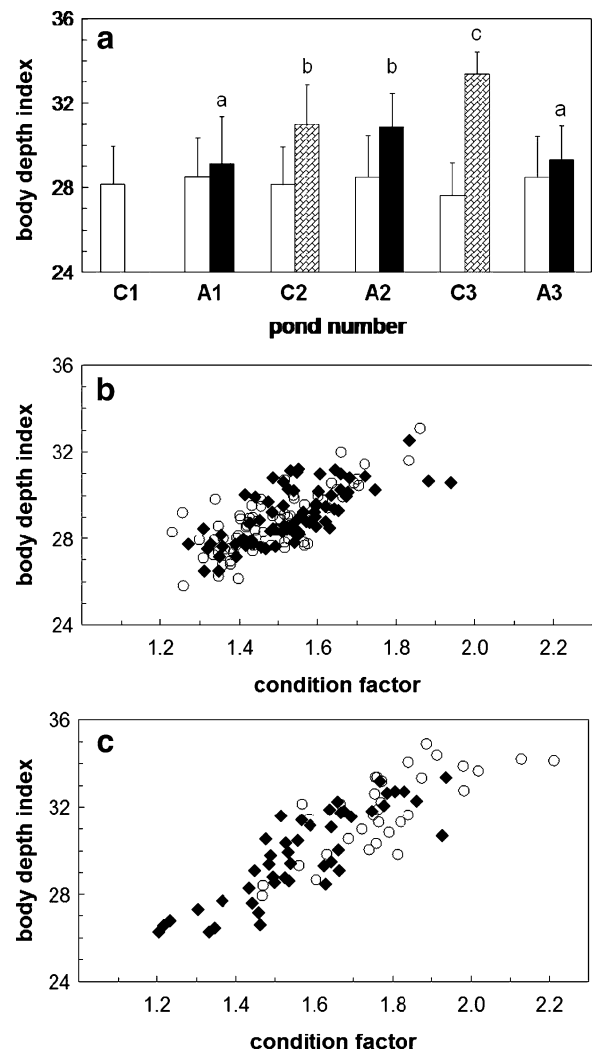 a
36
32
28
24
body depth index
a
b
b
c
a
C1 A1 C2 A2 C3 A3
pond number
b
36
32
28
24
body depth index
1.2 1.4 1.6 1.8 2.0 2.2
condition factor
c
36
32
28
24
body depth index
1.2 1.4 1.6 1.8 2.0 2.2
condition factor